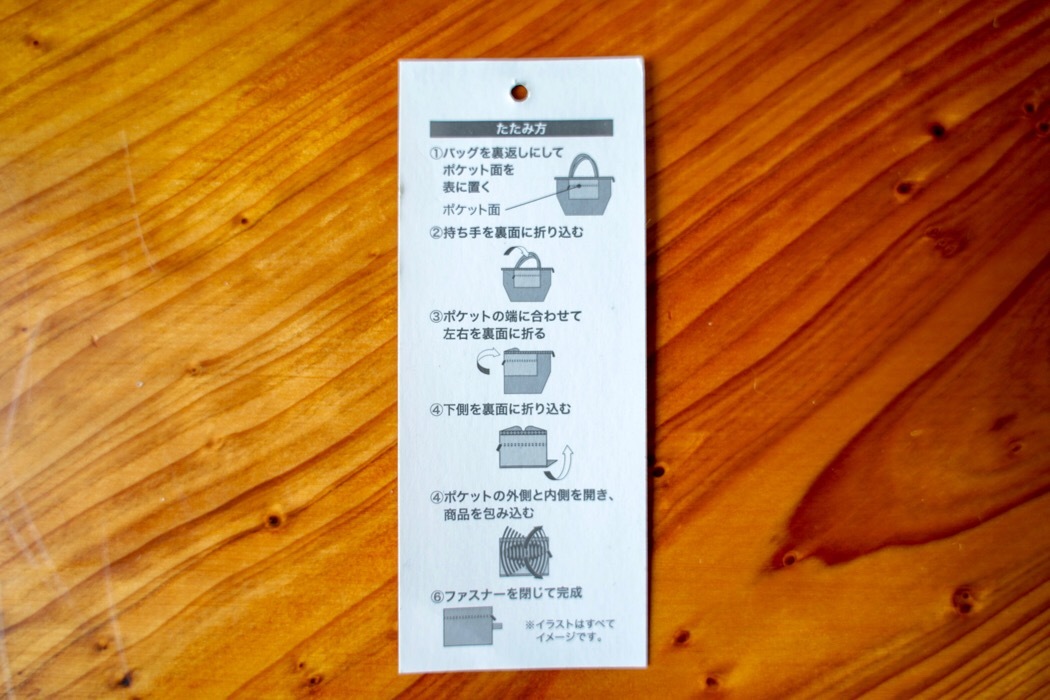 たたみ方
①バッグを裏返しにして
ポケット面を
表に置く
ポケット面
②持ち手を裏面に折り込む
③ポケットの端に合わせて
左右を裏面に折る
④下側を裏面に折り込む
④ポケットの外側と内側を開き、
商品を包み込む
⑥ファスナーを閉じて完成
※イラストはすべて
イメージです。